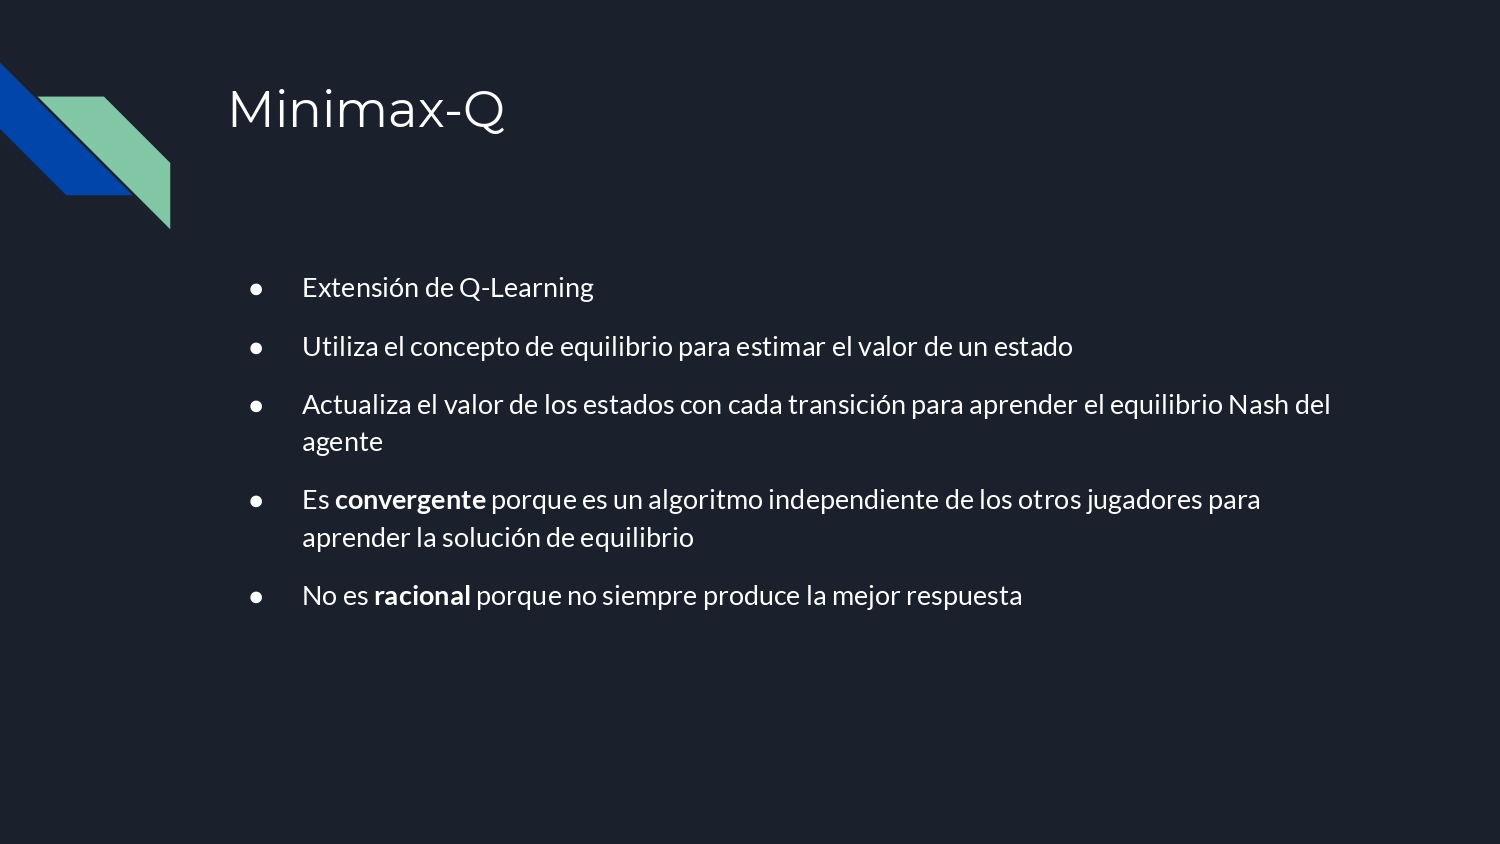 Minimax-Q
● Extensión de Q-Learning
● Utiliza el concepto de equilibrio para estimar el valor de un estado
● Actualiza el valor de los estados con cada transición para aprender el equilibrio Nash del
agente
● Es convergente porque es un algoritmo independiente de los otros jugadores para
aprender la solución de equilibrio
● No es racional porque no siempre produce la mejor respuesta